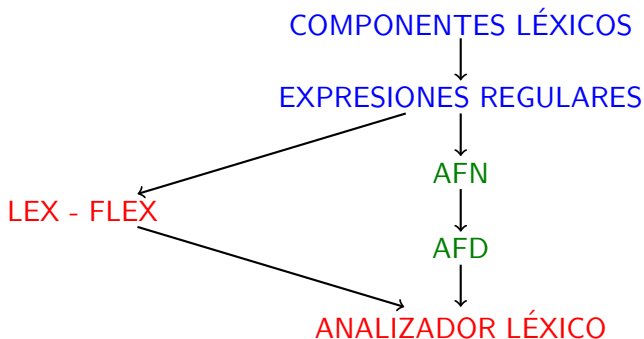 COMPONENTES LÉXICOS
EXPRESIONES REGULARES
AFN
LEX - FLEX
AFD
ANALIZADOR LÉXICO